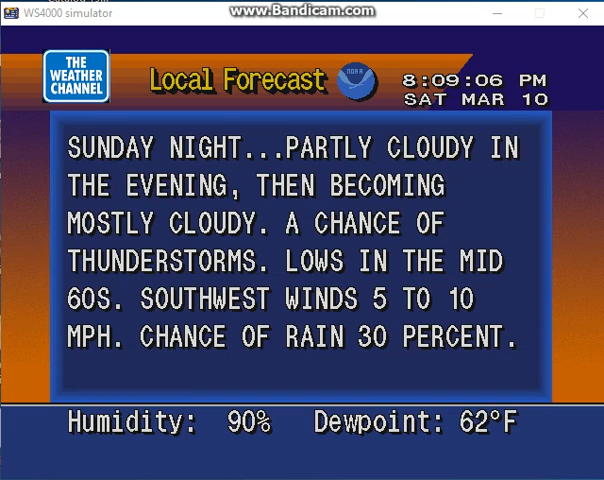 www.Bandicam.com
WS4000 simulator
THE
WEATHER
CHANNEL
Local Forecast
NOAA
8:09:06 PM
SAT MAR 10
SUNDAY NIGHT...PARTLY CLOUDY IN
THE EVENING, THEN BECOMING
MOSTLY CLOUDY. A CHANCE OF
THUNDERSTORMS. LOWS IN THE MID
60S. SOUTHWEST WINDS 5 TO 10
MPH. CHANCE OF RAIN 30 PERCENT.
Humidity: 90% Dewpoint: 62°F